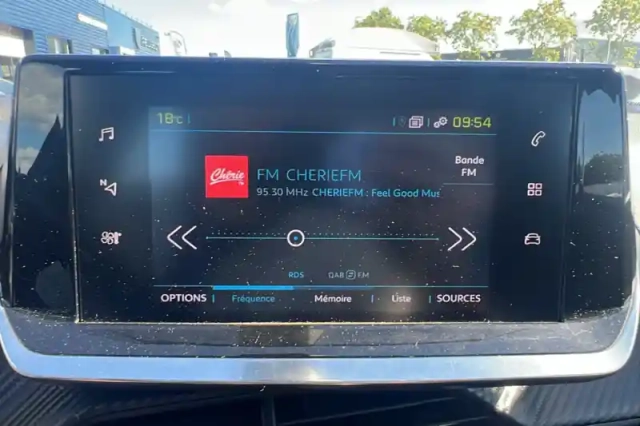 18°C
09:54
N
Chérie
FM
FM CHERIEFM
95.30 MHz CHERIEFM : Feel Good Mus
Bande
FM
RDS DAB FM
OPTIONS Fréquence Mémoire Liste SOURCES